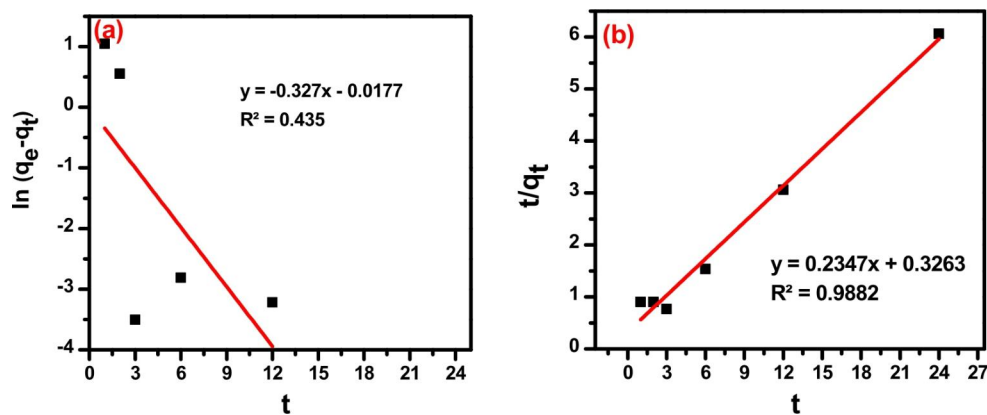 (a)
1
0
-1
-2
-3
-4
ln (qₑ-qₜ)
y = -0.327x - 0.0177
R² = 0.435
0 3 6 9 12 15 18 21 24
t
(b)
6
5
4
3
2
1
0
t/qₜ
y = 0.2347x + 0.3263
R² = 0.9882
0 3 6 9 12 15 18 21 24 27
t